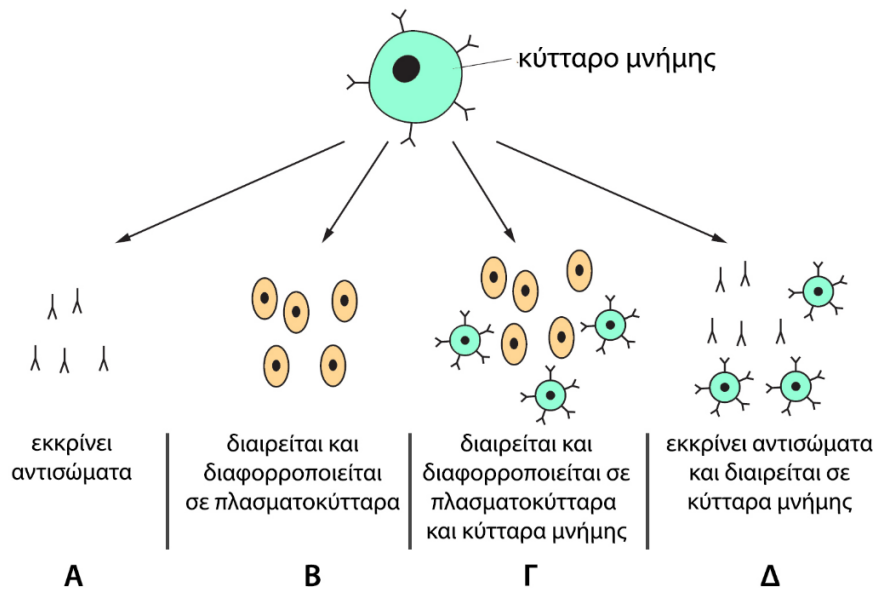 κύτταρο μνήμης
εκκρίνει
αντισώματα
διαιρείται και
διαφορροποιείται
σε πλασματοκύτταρα
διαιρείται και
διαφορροποιείται σε
πλασματοκύτταρα
και κύτταρα μνήμης
εκκρίνει αντισώματα
και διαιρείται σε
κύτταρα μνήμης
Α
Β
Γ
Δ